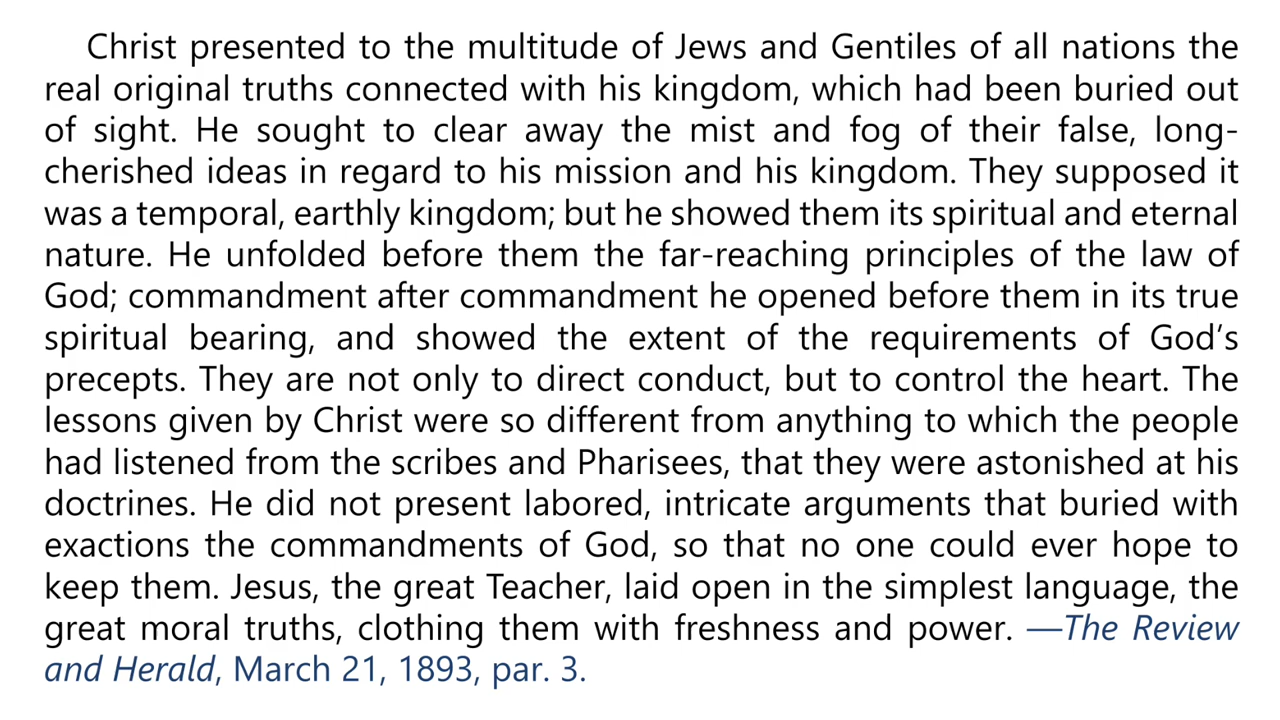 Christ presented to the multitude of Jews and Gentiles of all nations the
real original truths connected with his kingdom, which had been buried out
of sight. He sought to clear away the mist and fog of their false, long-
cherished ideas in regard to his mission and his kingdom. They supposed it
was a temporal, earthly kingdom; but he showed them its spiritual and eternal
nature. He unfolded before them the far-reaching principles of the law of
God; commandment after commandment he opened before them in its true
spiritual bearing, and showed the extent of the requirements of God’s
precepts. They are not only to direct conduct, but to control the heart. The
lessons given by Christ were so different from anything to which the people
had listened from the scribes and Pharisees, that they were astonished at his
doctrines. He did not present labored, intricate arguments that buried with
exactions the commandments of God, so that no one could ever hope to
keep them. Jesus, the great Teacher, laid open in the simplest language, the
great moral truths, clothing them with freshness and power. —The Review
and Herald, March 21, 1893, par. 3.